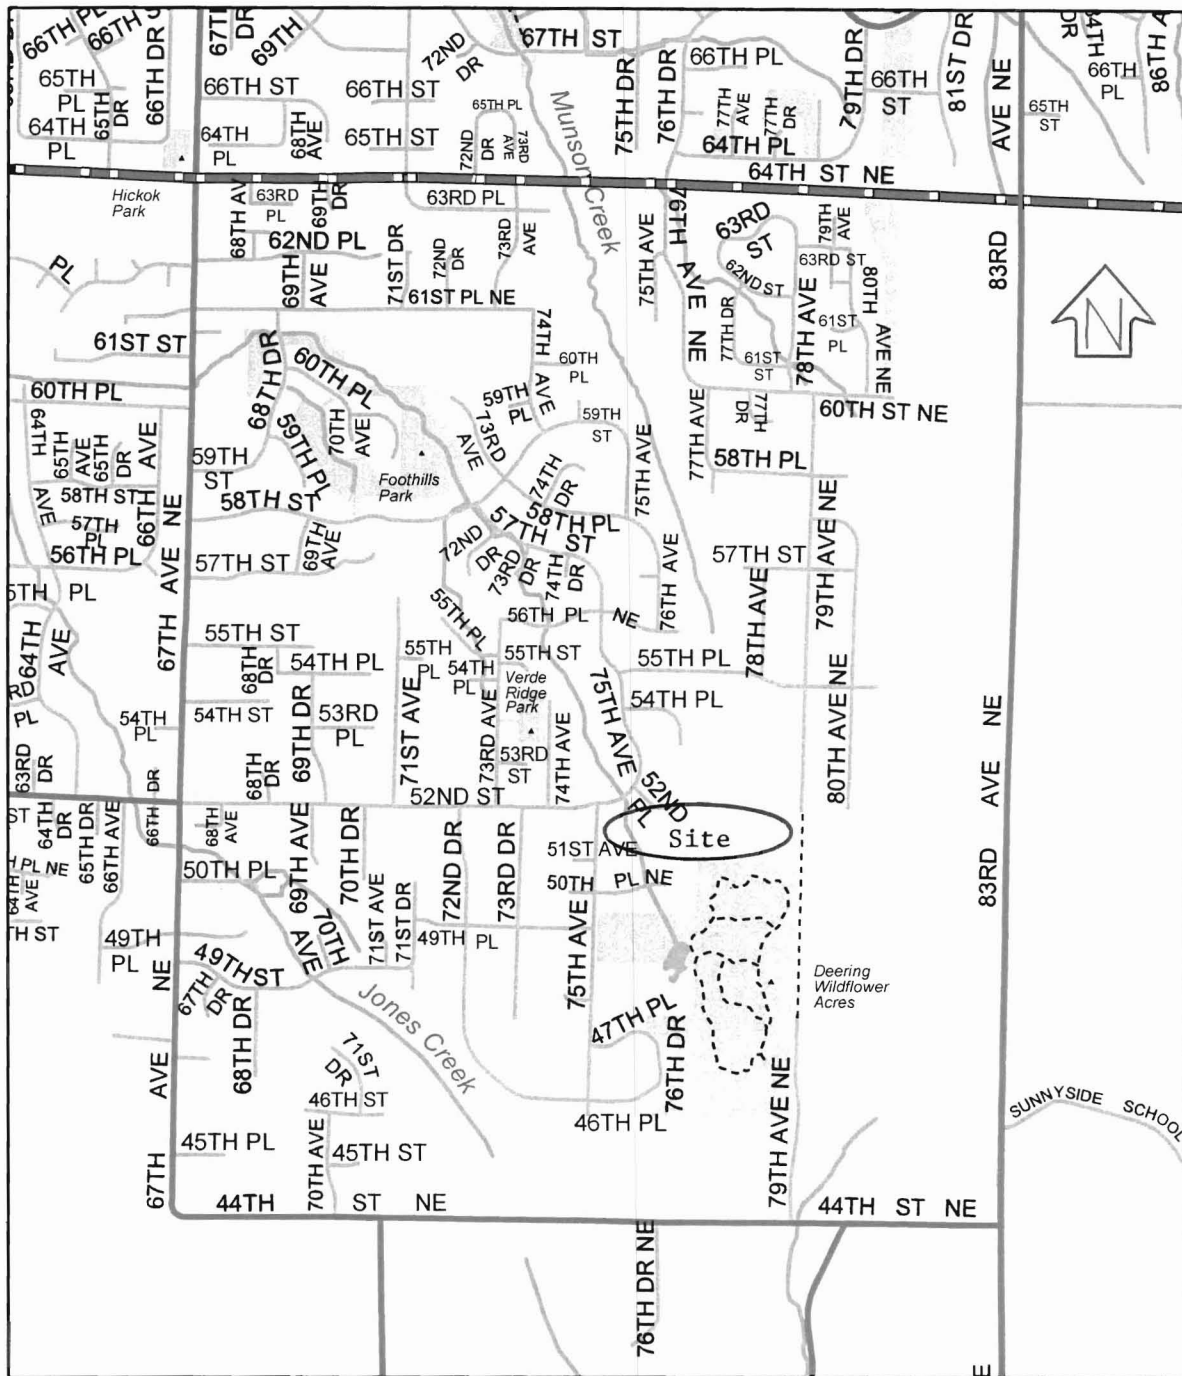 66TH PL
66TH ST
66TH DR
67TH DR
69TH
72ND DR
67TH ST
75TH DR
76TH DR
66TH PL
79TH DR
66TH ST
81ST DR
AVE NE
DR
84TH PL
66TH PL
86TH A
65TH PL
65TH DR
64TH PL
66TH ST
64TH PL
68TH AVE
66TH ST
65TH ST
65TH PL
72ND DR
73RD AVE
Munson Creek
77TH AVE
77TH DR
64TH PL
64TH ST NE
65TH ST
Hickok
Park
68TH AV
63RD PL
69TH DR
63RD PL
62ND PL
69TH AVE
71ST DR
72ND DR
73RD AVE
61ST PL NE
75TH AVE
76TH AVE NE
63RD ST
62ND ST
79TH AVE
63RD ST
80TH AVE NE
83RD
N
PL
61ST ST
60TH PL
68TH DR
60TH PL
74TH AVE
60TH PL
77TH DR
61ST ST
61ST PL
78TH AVE
60TH ST NE
64TH AVE
65TH AVE
65TH DR
66TH AVE
58TH ST
57TH PL
56TH PL
59TH ST
59TH PL
70TH AVE
Foothills
Park
58TH ST
69TH AVE
57TH ST
73RD AVE
59TH PL
59TH ST
75TH AVE
77TH AVE
77TH DR
58TH PL
74TH DR
58TH PL
57TH ST
72ND DR
73RD DR
74TH DR
76TH AVE
57TH ST
79TH AVE NE
78TH AVE
67TH AVE NE
5TH PL
64TH AVE
55TH ST
68TH DR
54TH PL
55TH PL
56TH PL NE
55TH PL
54TH PL
55TH ST
Verde
Ridge
Park
55TH PL
54TH PL
75TH AVE
80TH AVE NE
83RD AVE NE
RD PL
54TH PL
54TH ST
69TH DR
53RD PL
71ST AVE
73RD AVE
53RD ST
74TH AVE
63RD DR
66TH DR
68TH DR
52ND ST
52ND PL
Site
ST
64TH DR
65TH DR
66TH AVE
68TH AVE
69TH AVE
70TH DR
72ND DR
73RD DR
51ST AVE
H PL NE
64TH AVE
50TH PL
50TH PL NE
TH ST
49TH PL
70TH AVE
71ST AVE
71ST DR
49TH PL
75TH AVE
Deering
Wildflower
Acres
49TH ST
67TH DR
68TH DR
Jones Creek
47TH PL
76TH DR
79TH AVE NE
67TH AVE NE
71ST DR
46TH ST
46TH PL
SUNNYSIDE SCHOOL
45TH PL
70TH AVE
45TH ST
44TH ST NE
44TH ST NE
76TH DR NE
E